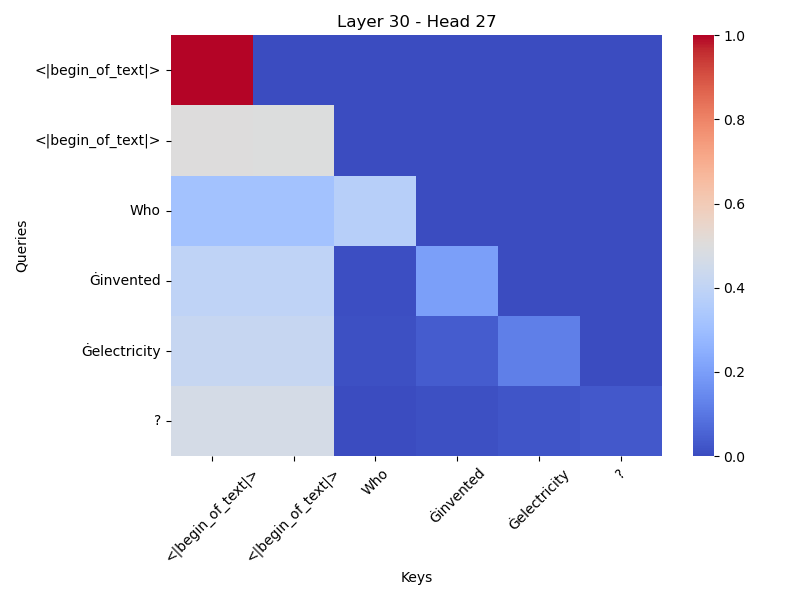 Layer 30 - Head 27
<|begin_of_text|>
<|begin_of_text|>
Who
Ġinvented
Ġelectricity
?
Queries
<|begin_of_text|>
<|begin_of_text|>
Who
Ġinvented
Ġelectricity
?
Keys
1.0
0.8
0.6
0.4
0.2
0.0